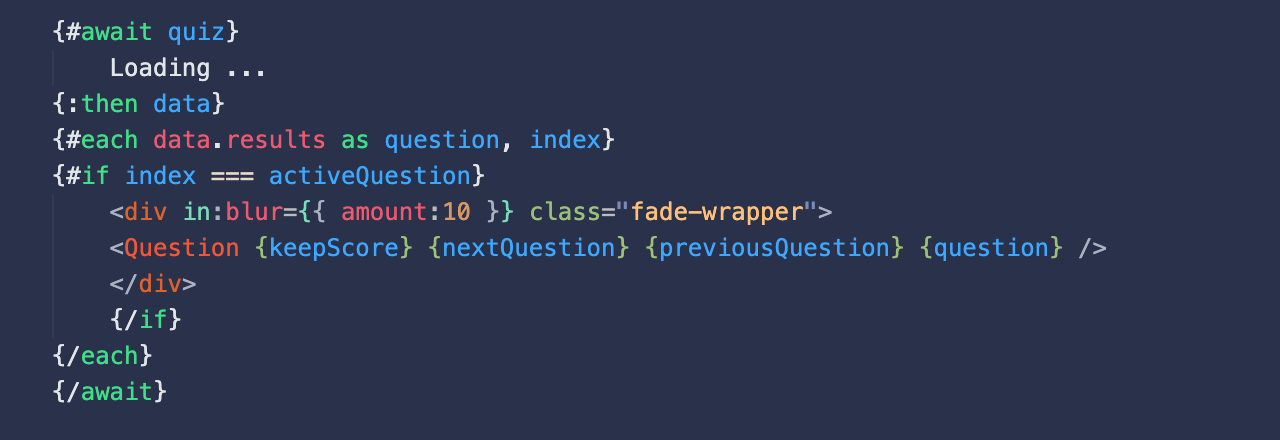 {#await quiz}
Loading ...
{:then data}
{#each data.results as question, index}
{#if index === activeQuestion}
<div in:blur={{ amount:10 }} class="fade-wrapper">
<Question {keepScore} {nextQuestion} {previousQuestion} {question} />
</div>
{/if}
{/each}
{/await}